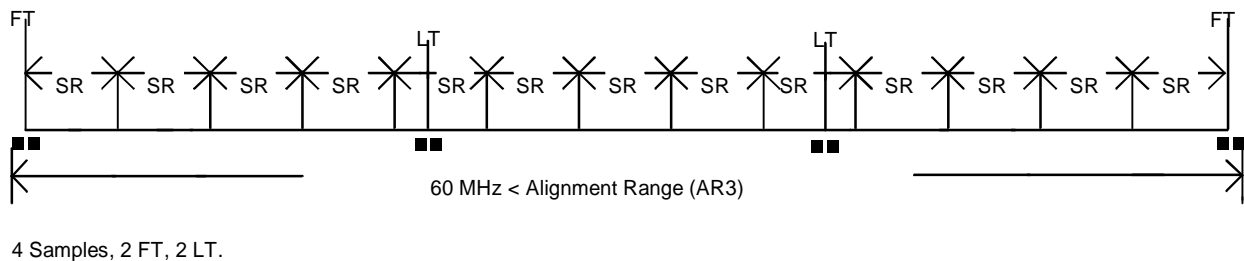 FT FT
LT LT
SR SR SR SR SR SR SR SR SR SR SR SR SR
60 MHz < Alignment Range (AR3)
4 Samples, 2 FT, 2 LT.